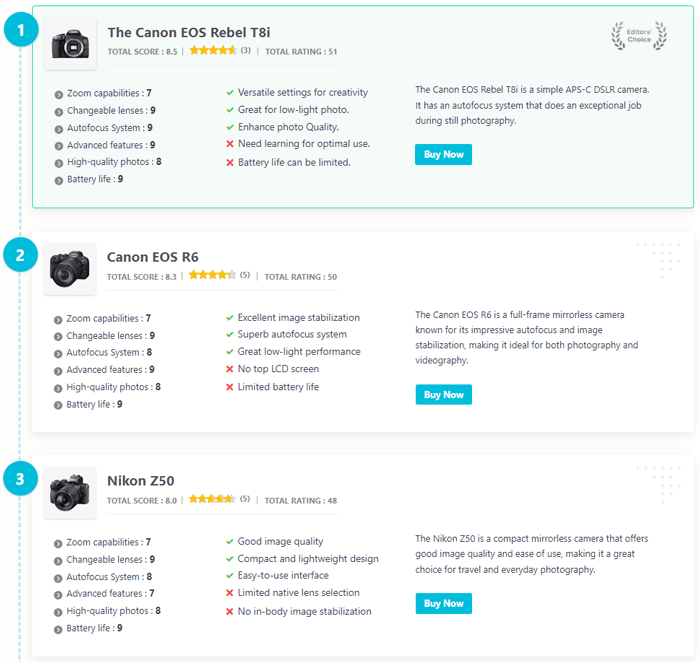 1
The Canon EOS Rebel T8i
TOTAL SCORE : 8.5 | (3) | TOTAL RATING : 51
Editors'
Choice
Zoom capabilities : 7
Changeable lenses : 9
Autofocus System : 9
Advanced features : 9
High-quality photos : 8
Battery life : 9
Versatile settings for creativity
Great for low-light photo.
Enhance photo Quality.
Need learning for optimal use.
Battery life can be limited.
The Canon EOS Rebel T8i is a simple APS-C DSLR camera.
It has an autofocus system that does an exceptional job
during still photography.
Buy Now
2
Canon EOS R6
TOTAL SCORE : 8.3 | (5) | TOTAL RATING : 50
Zoom capabilities : 7
Changeable lenses : 9
Autofocus System : 8
Advanced features : 9
High-quality photos : 8
Battery life : 9
Excellent image stabilization
Superb autofocus system
Great low-light performance
No top LCD screen
Limited battery life
The Canon EOS R6 is a full-frame mirrorless camera
known for its impressive autofocus and image
stabilization, making it ideal for both photography and
videography.
Buy Now
3
Nikon Z50
TOTAL SCORE : 8.0 | (5) | TOTAL RATING : 48
Zoom capabilities : 7
Changeable lenses : 9
Autofocus System : 8
Advanced features : 7
High-quality photos : 8
Battery life : 9
Good image quality
Compact and lightweight design
Easy-to-use interface
Limited native lens selection
No in-body image stabilization
The Nikon Z50 is a compact mirrorless camera that offers
good image quality and ease of use, making it a great
choice for travel and everyday photography.
Buy Now